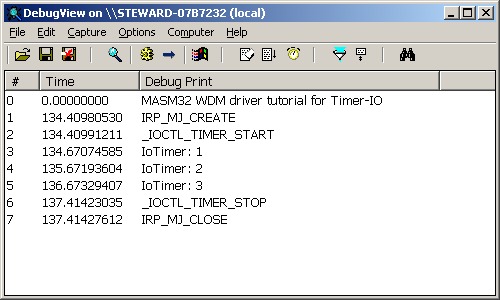 DebugView on \\STEWARD-07B7232 (local)
File Edit Capture Options Computer Help
# Time Debug Print
0 0.00000000 MASM32 WDM driver tutorial for Timer-IO
1 134.40980530 IRP_MJ_CREATE
2 134.40991211 _IOCTL_TIMER_START
3 134.67074585 IoTimer: 1
4 135.67193604 IoTimer: 2
5 136.67329407 IoTimer: 3
6 137.41423035 _IOCTL_TIMER_STOP
7 137.41427612 IRP_MJ_CLOSE